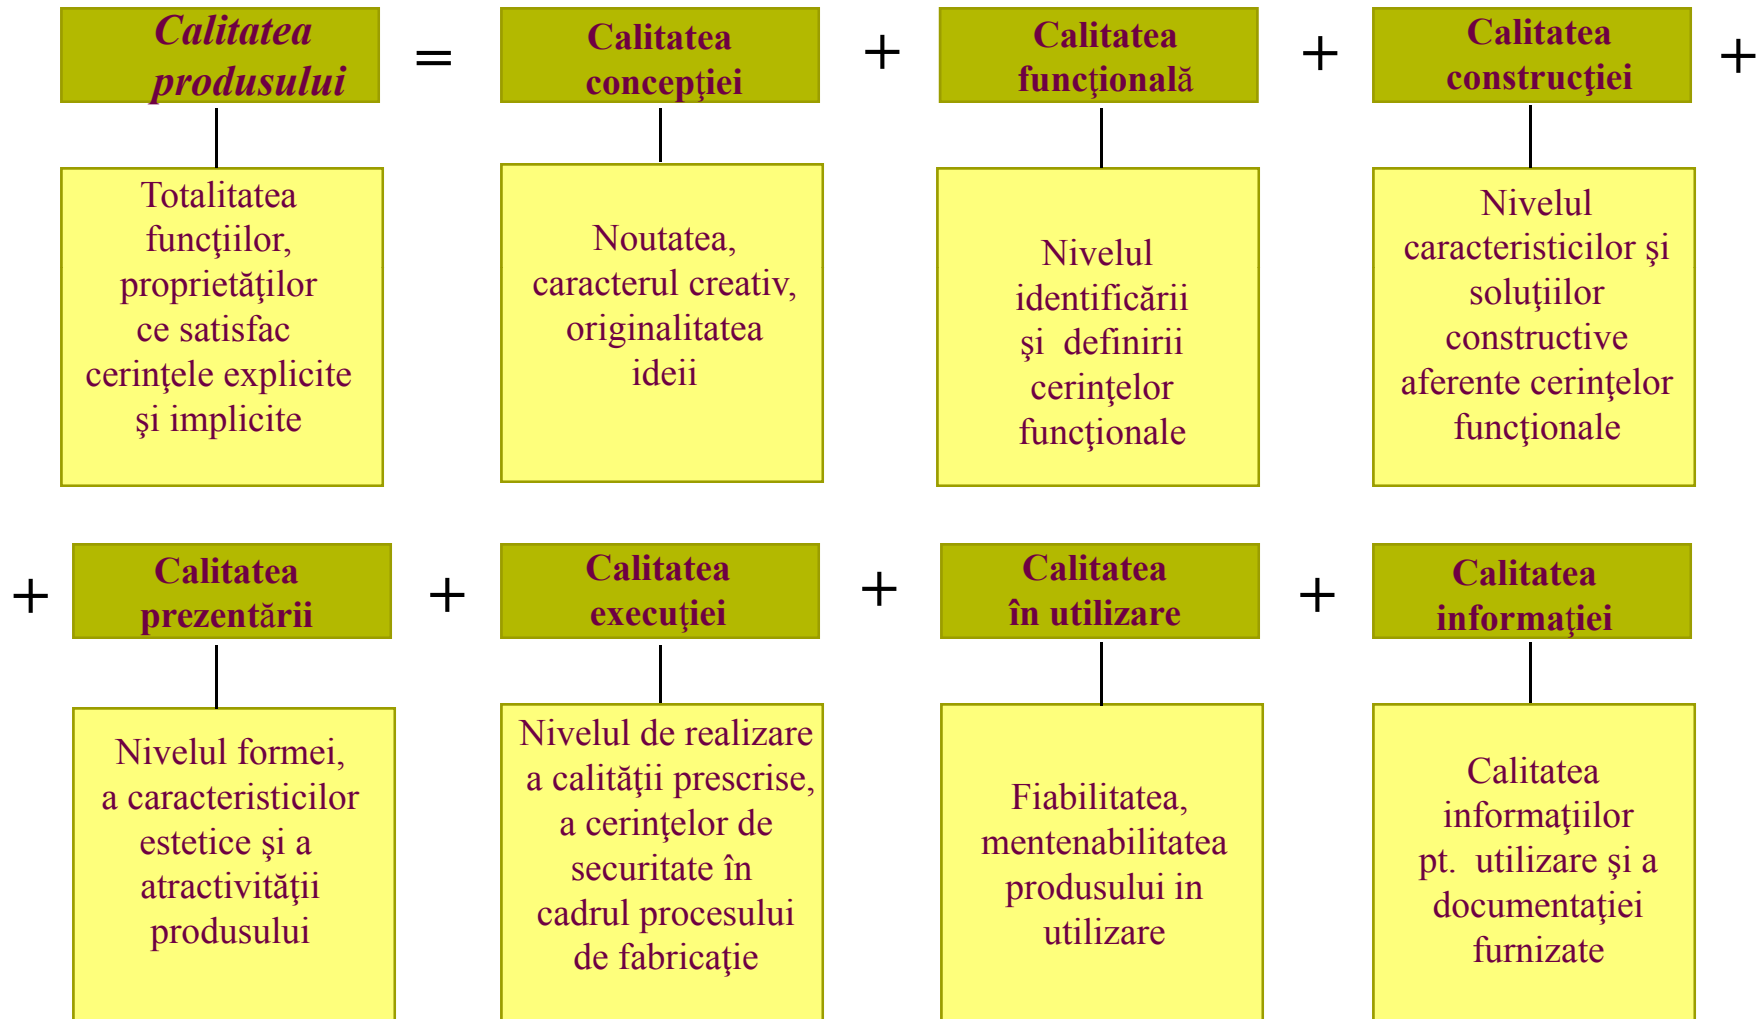 Calitatea
produsului
=
Calitatea
concepţiei
+
Calitatea
funcţională
+
Calitatea
construcţiei
+
Totalitatea
funcţiilor,
proprietăţilor
ce satisfac
cerinţele explicite
şi implicite
Noutatea,
caracterul creativ,
originalitatea
ideii
Nivelul
identificării
şi definirii
cerinţelor
funcţionale
Nivelul
caracteristicilor şi
soluţiilor
constructive
aferente cerinţelor
funcţionale
+
Calitatea
prezentării
+
Calitatea
execuţiei
+
Calitatea
în utilizare
+
Calitatea
informaţiei
Nivelul formei,
a caracteristicilor
estetice şi a
atractivităţii
produsului
Nivelul de realizare
a calităţii prescrise,
a cerinţelor de
securitate în
cadrul procesului
de fabricaţie
Fiabilitatea,
mentenabilitatea
produsului in
utilizare
Calitatea
informaţiilor
pt. utilizare şi a
documentaţiei
furnizate